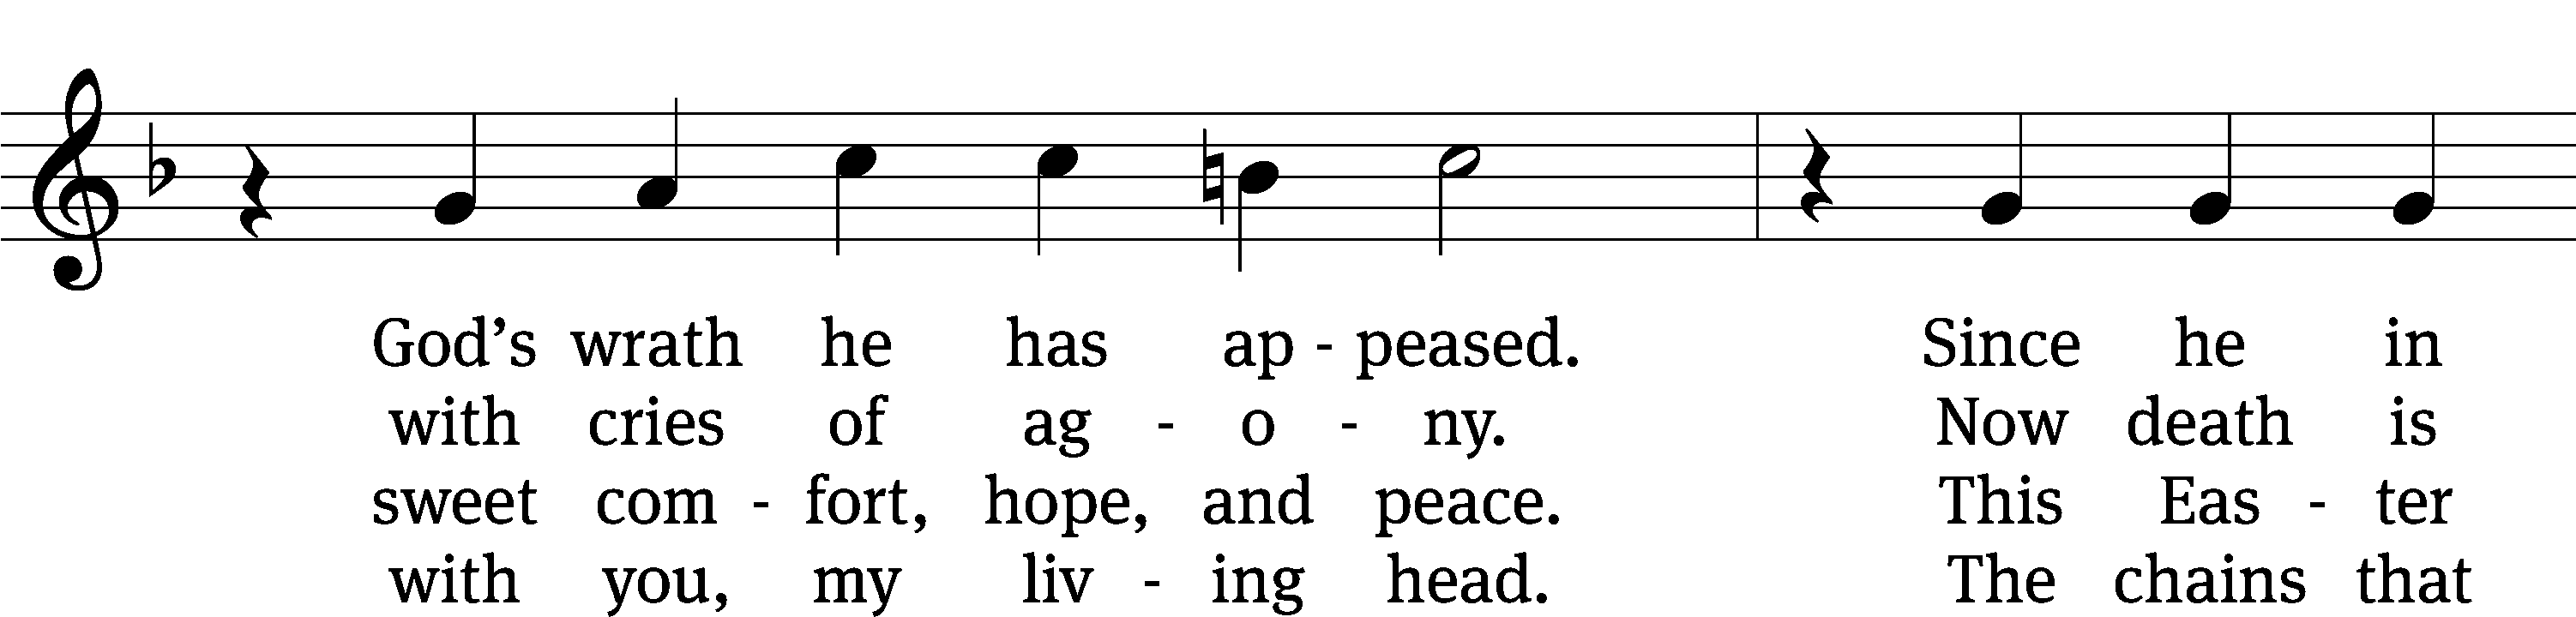 God’s wrath he has ap - peased. Since he in
with cries of ag - o - ny. Now death is
sweet com - fort, hope, and peace. This Eas - ter
with you, my liv - ing head. The chains that